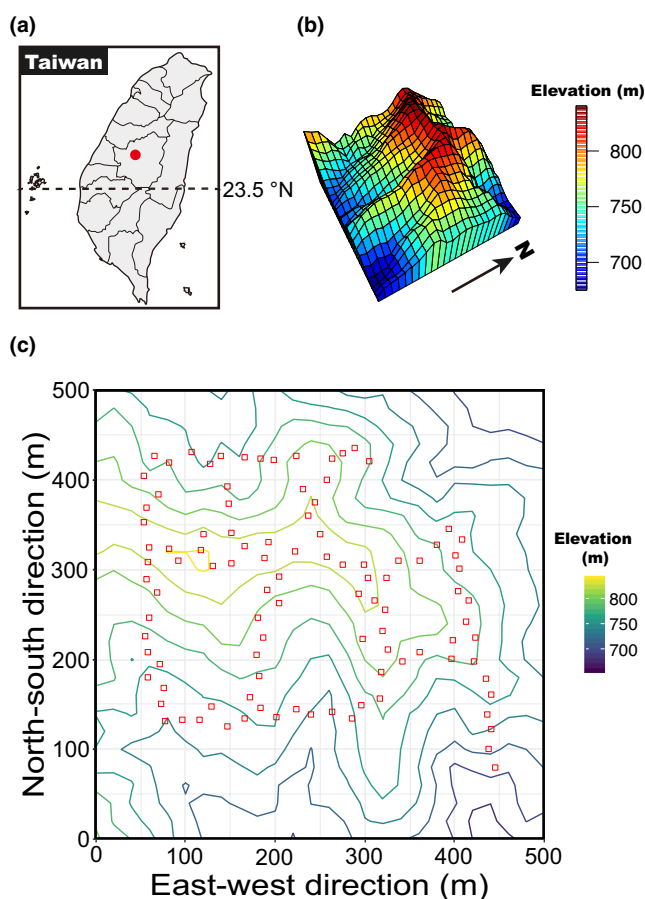 (a)
Taiwan
23.5 °N
(b)
Elevation (m)
800
750
700
N
(c)
North-south direction (m)
500
400
300
200
100
0
0 100 200 300 400 500
East-west direction (m)
Elevation
(m)
800
750
700